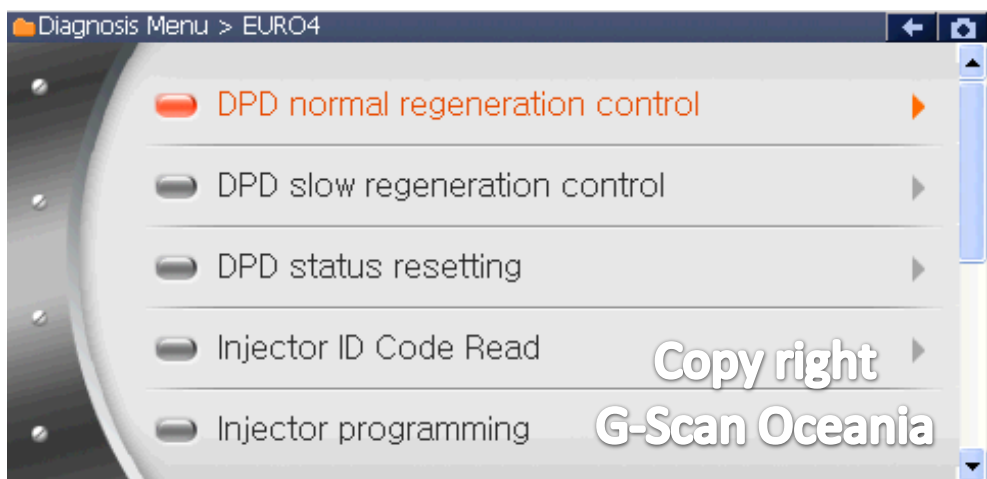 Diagnosis Menu > EURO4
DPD normal regeneration control
DPD slow regeneration control
DPD status resetting
Injector ID Code Read
Injector programming
Copy right
G-Scan Oceania